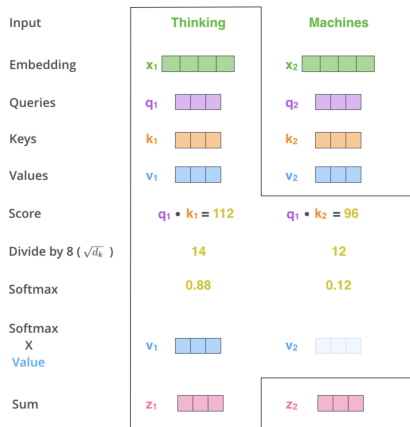 Input Thinking Machines
Embedding x1 x2
Queries q1 q2
Keys k1 k2
Values v1 v2
Score q1 • k1 = 112 q1 • k2 = 96
Divide by 8 ( √dk ) 14 12
Softmax 0.88 0.12
Softmax
X
Value v1 v2
Sum z1 z2